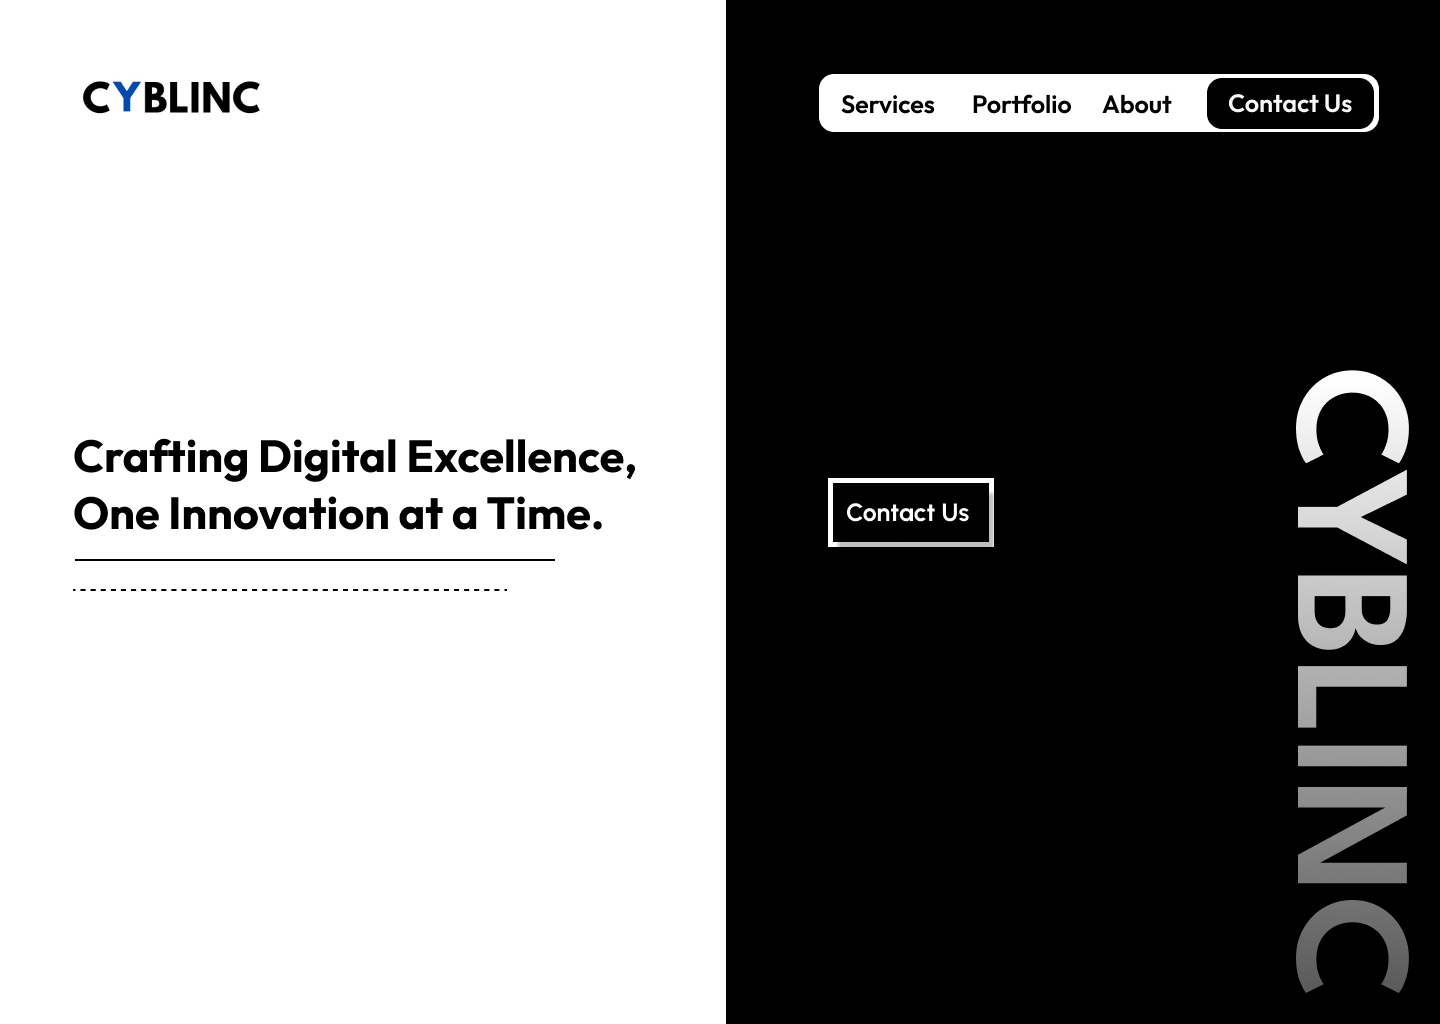 CYBLINC
Services Portfolio About Contact Us
Crafting Digital Excellence,
One Innovation at a Time.
Contact Us
CYBLINC